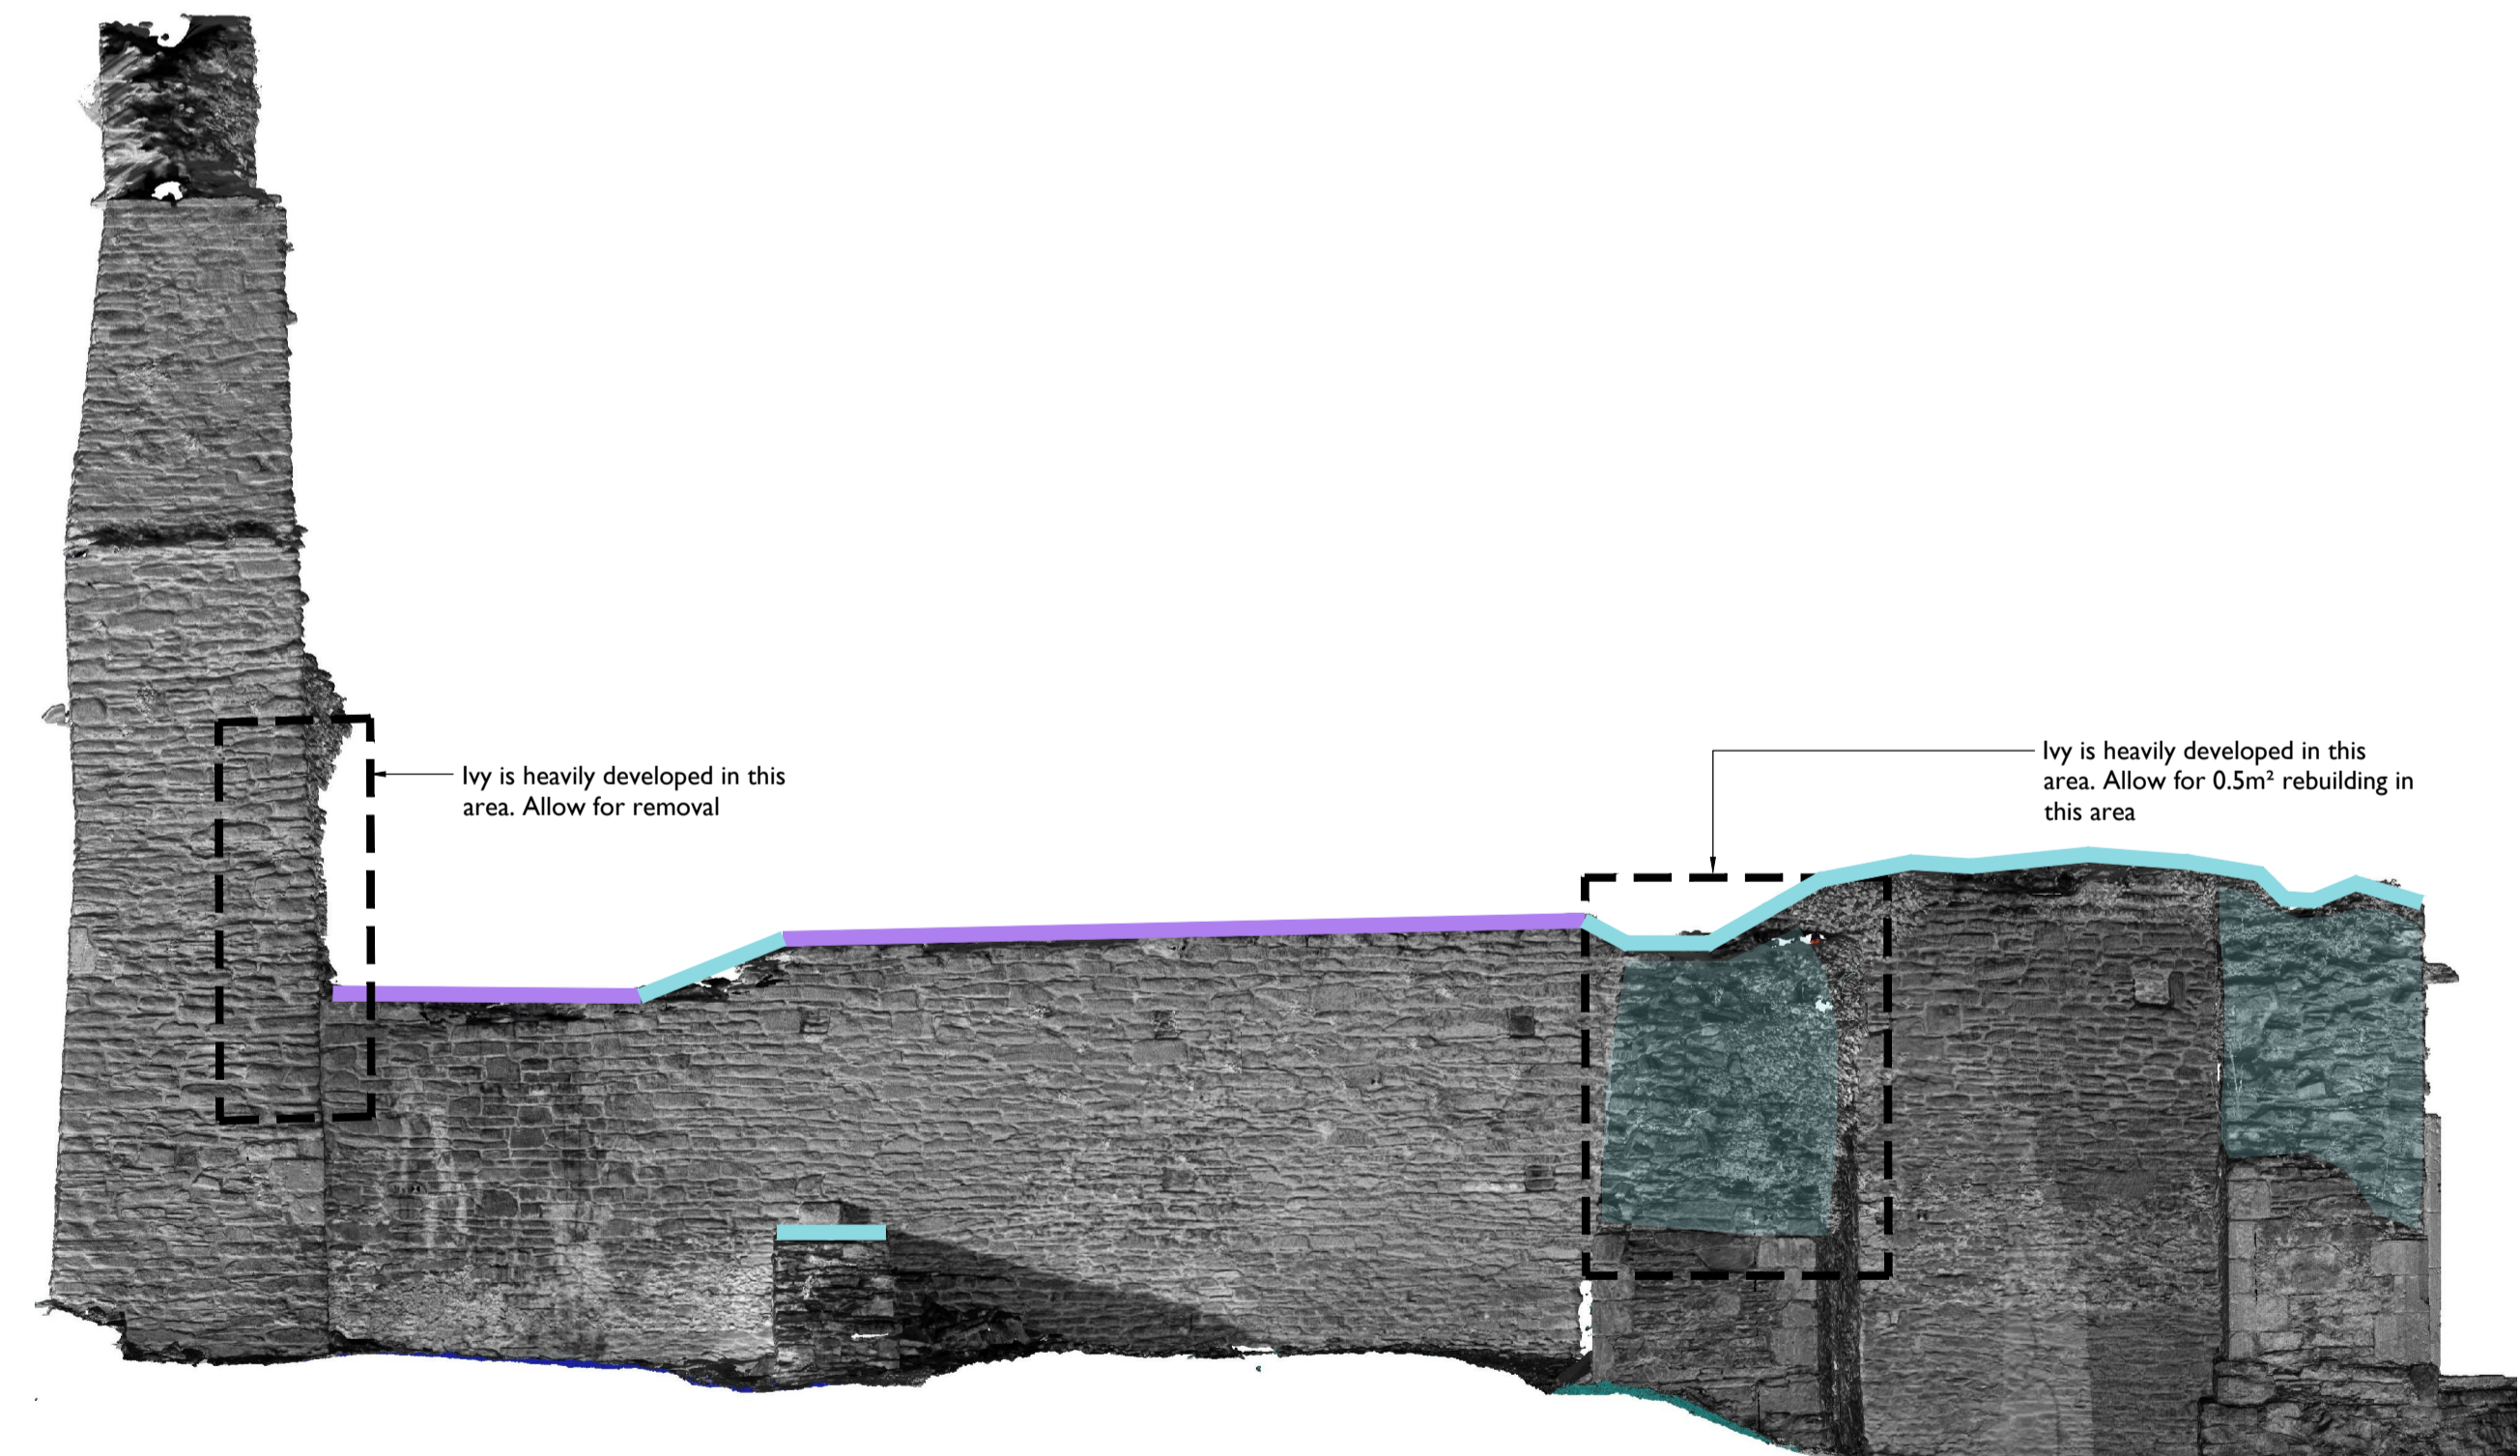 Ivy is heavily developed in this
area. Allow for removal
Ivy is heavily developed in this
area. Allow for 0.5m² rebuilding in
this area